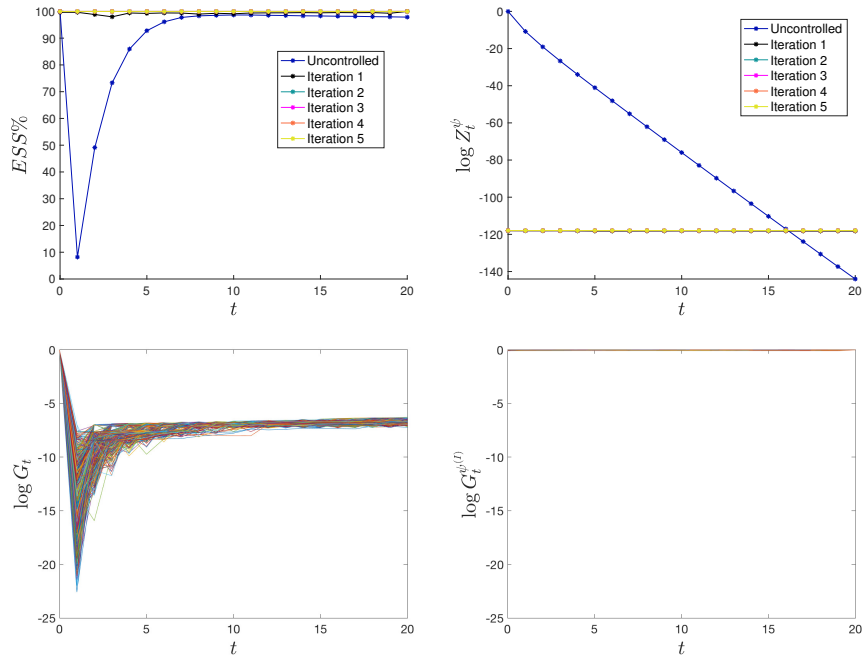 100
90
80
70
60
50
40
30
20
10
0
ESS%
0 5 10 15 20
t
Uncontrolled
Iteration 1
Iteration 2
Iteration 3
Iteration 4
Iteration 5
0
-20
-40
-60
-80
-100
-120
-140
log Z_t^ψ
0 5 10 15 20
t
Uncontrolled
Iteration 1
Iteration 2
Iteration 3
Iteration 4
Iteration 5
0
-5
-10
-15
-20
-25
log G_t
0 5 10 15 20
t
0
-5
-10
-15
-20
-25
log G_t^{ψ^{(I)}}
0 5 10 15 20
t